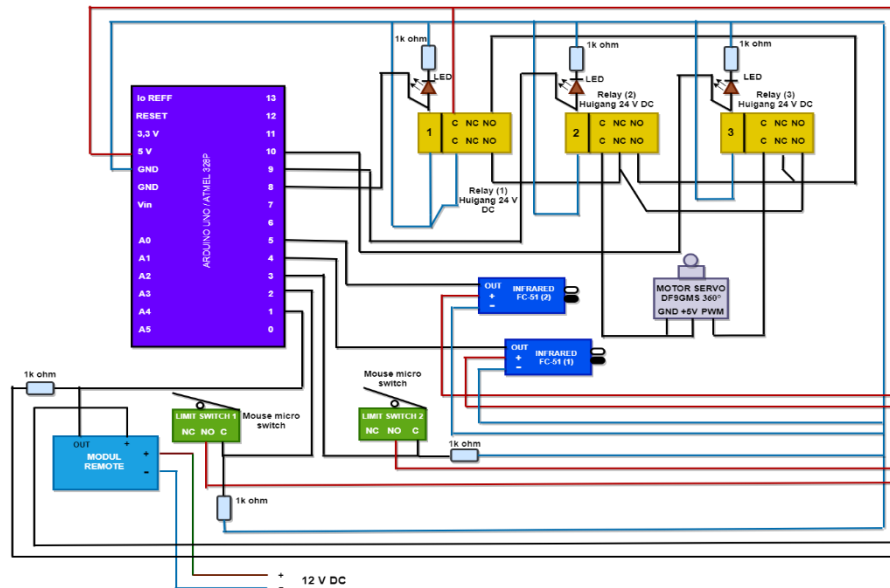 1k ohm
1k ohm
1k ohm
LED
LED
LED
Relay (2)
Huigang 24 V DC
Relay (3)
Huigang 24 V DC
1
C NC NO
C NC NO
2
C NC NO
C NC NO
3
C NC NO
C NC NO
Relay (1)
Huigang 24 V
DC
ARDUINO UNO / ATMEL 328P
Io REFF 13
RESET 12
3,3 V 11
5 V 10
GND 9
GND 8
Vin 7
6
A0 5
A1 4
A2 3
A3 2
A4 1
A5 0
OUT
+
−
INFRARED
FC-51 (2)
MOTOR SERVO
DF9GMS 360°
GND +5V PWM
OUT
+
−
INFRARED
FC-51 (1)
1k ohm
Mouse micro
switch
LIMIT SWITCH 1
NC NO C
Mouse micro
switch
LIMIT SWITCH 2
NC NO C
1k ohm
OUT +
MODUL
REMOTE
+
−
1k ohm
+
12 V DC
−